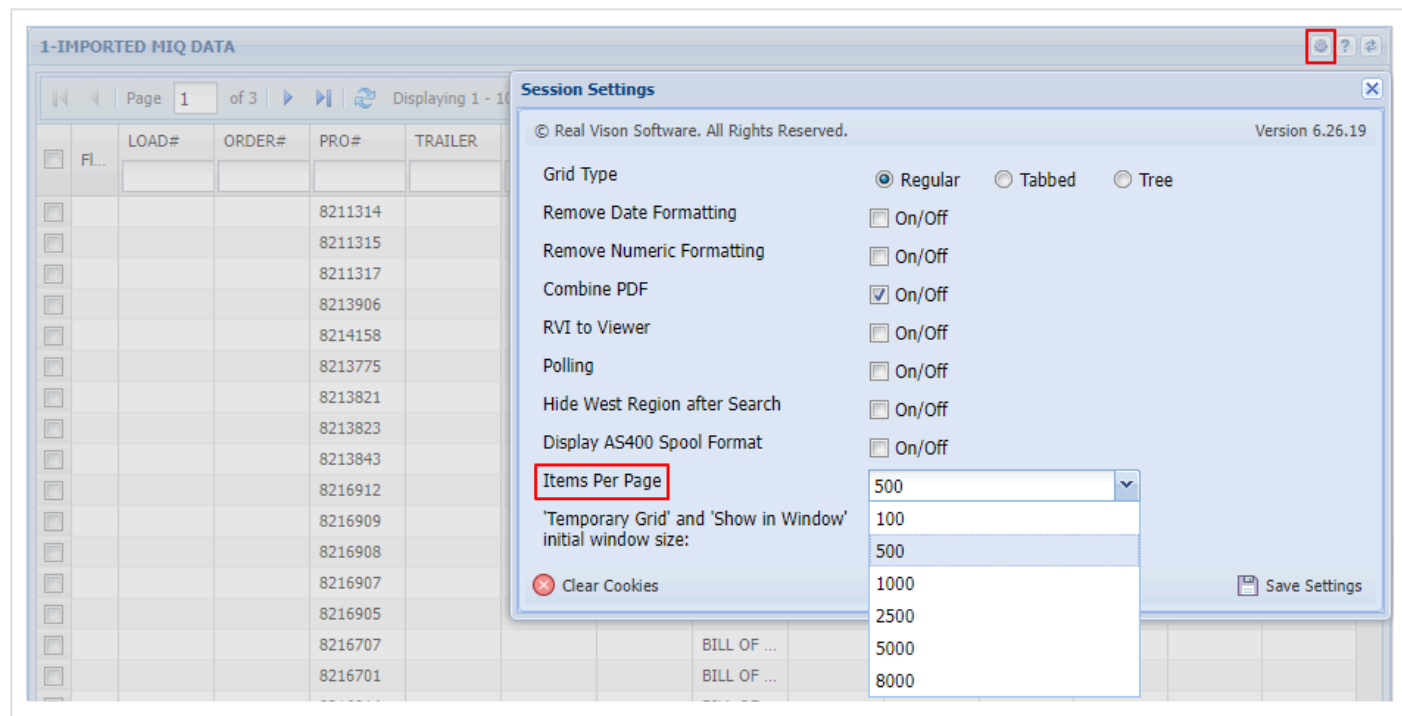 1-IMPORTED MIQ DATA ?
Page 1 of 3 Displaying 1 - 10
Fl... LOAD# ORDER# PRO# TRAILER
8211314
8211315
8211317
8213906
8214158
8213775
8213821
8213823
8213843
8216912
8216909
8216908
8216907
8216905
8216707 BILL OF ...
8216701 BILL OF ...
Session Settings
© Real Vison Software. All Rights Reserved. Version 6.26.19
Grid Type Regular Tabbed Tree
Remove Date Formatting On/Off
Remove Numeric Formatting On/Off
Combine PDF On/Off
RVI to Viewer On/Off
Polling On/Off
Hide West Region after Search On/Off
Display AS400 Spool Format On/Off
Items Per Page 500
'Temporary Grid' and 'Show in Window'
initial window size:
100
500
1000
2500
5000
8000
Clear Cookies Save Settings